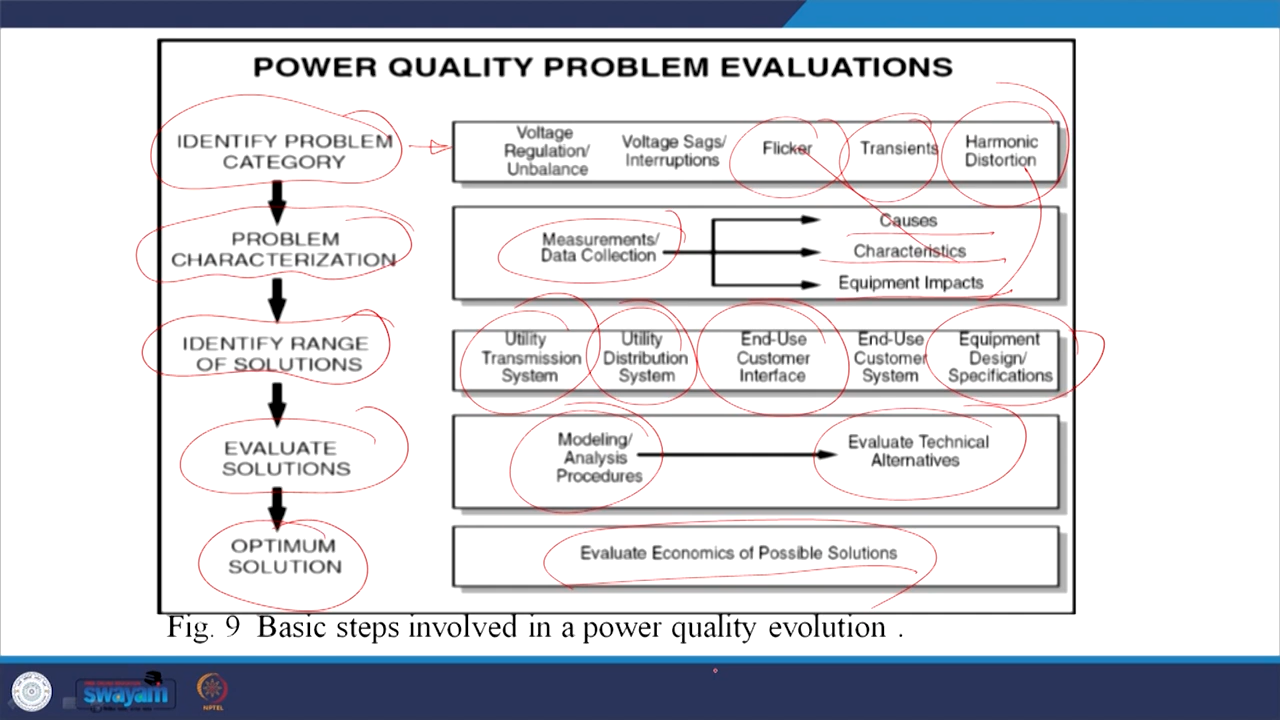 POWER QUALITY PROBLEM EVALUATIONS
IDENTIFY PROBLEM
CATEGORY
Voltage
Regulation/
Unbalance
Voltage Sags/
Interruptions
Flicker
Transients
Harmonic
Distortion
PROBLEM
CHARACTERIZATION
Measurements/
Data Collection
Causes
Characteristics
Equipment Impacts
IDENTIFY RANGE
OF SOLUTIONS
Utility
Transmission
System
Utility
Distribution
System
End-Use
Customer
Interface
End-Use
Customer
System
Equipment
Design/
Specifications
EVALUATE
SOLUTIONS
Modeling/
Analysis
Procedures
Evaluate Technical
Alternatives
OPTIMUM
SOLUTION
Evaluate Economics of Possible Solutions
Fig. 9 Basic steps involved in a power quality evolution .
swayam
NPTEL